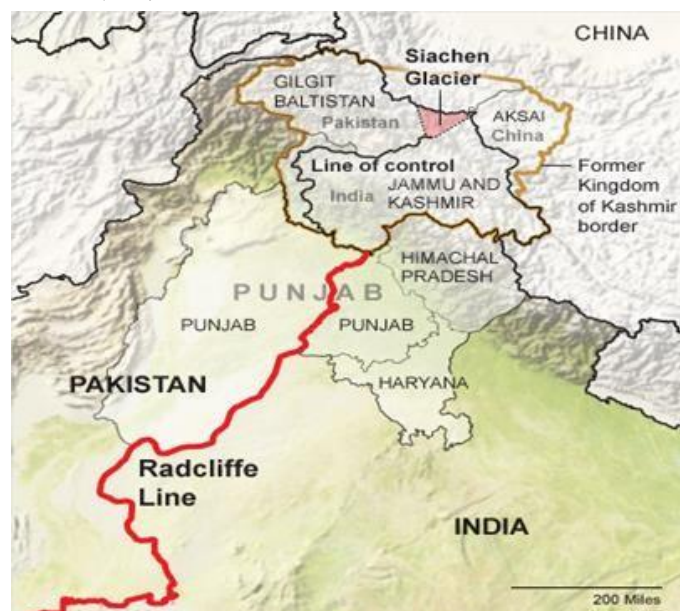 CHINA
Siachen
Glacier
GILGIT
BALTISTAN
Pakistan
AKSAI
China
Line of control
India
JAMMU AND
KASHMIR
Former
Kingdom
of Kashmir
border
HIMACHAL
PRADESH
PUNJAB
PUNJAB
PUNJAB
PAKISTAN
HARYANA
Radcliffe
Line
INDIA
200 Miles